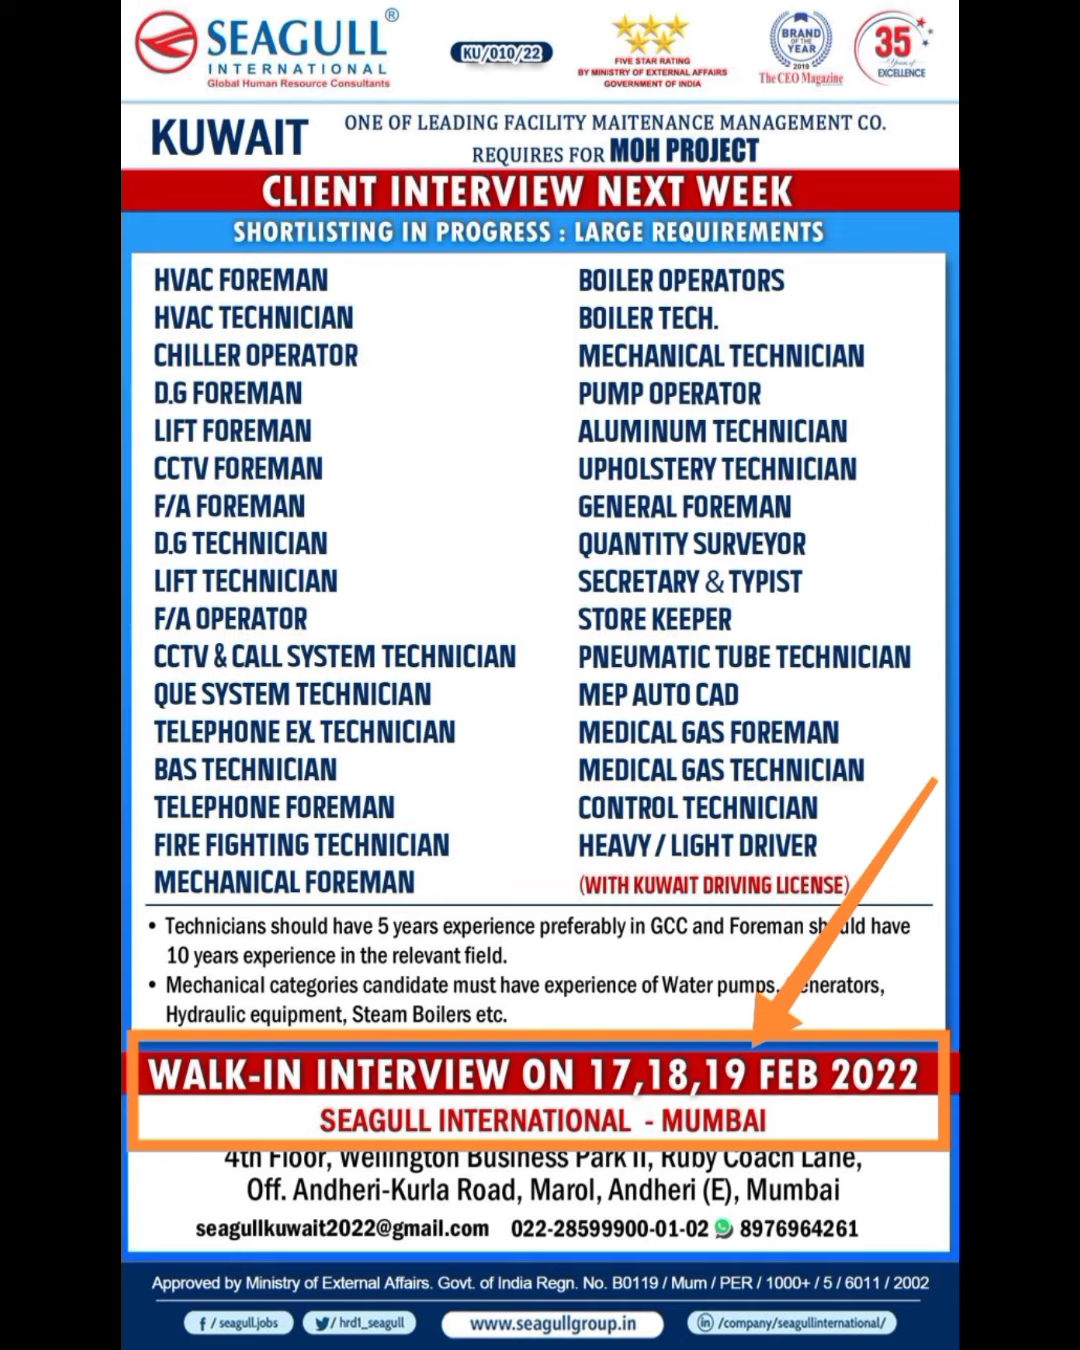 SEAGULL ®
INTERNATIONAL
Global Human Resource Consultants
KU/010/22
FIVE STAR RATING
BY MINISTRY OF EXTERNAL AFFAIRS
GOVERNMENT OF INDIA
BRAND
OF THE
YEAR
2019
The CEO Magazine
35
Years of
EXCELLENCE
KUWAIT
ONE OF LEADING FACILITY MAITENANCE MANAGEMENT CO.
REQUIRES FOR MOH PROJECT
CLIENT INTERVIEW NEXT WEEK
SHORTLISTING IN PROGRESS : LARGE REQUIREMENTS
HVAC FOREMAN
HVAC TECHNICIAN
CHILLER OPERATOR
D.G FOREMAN
LIFT FOREMAN
CCTV FOREMAN
F/A FOREMAN
D.G TECHNICIAN
LIFT TECHNICIAN
F/A OPERATOR
CCTV & CALL SYSTEM TECHNICIAN
QUE SYSTEM TECHNICIAN
TELEPHONE EX. TECHNICIAN
BAS TECHNICIAN
TELEPHONE FOREMAN
FIRE FIGHTING TECHNICIAN
MECHANICAL FOREMAN
BOILER OPERATORS
BOILER TECH.
MECHANICAL TECHNICIAN
PUMP OPERATOR
ALUMINUM TECHNICIAN
UPHOLSTERY TECHNICIAN
GENERAL FOREMAN
QUANTITY SURVEYOR
SECRETARY & TYPIST
STORE KEEPER
PNEUMATIC TUBE TECHNICIAN
MEP AUTO CAD
MEDICAL GAS FOREMAN
MEDICAL GAS TECHNICIAN
CONTROL TECHNICIAN
HEAVY / LIGHT DRIVER
(WITH KUWAIT DRIVING LICENSE)
• Technicians should have 5 years experience preferably in GCC and Foreman should have
10 years experience in the relevant field.
• Mechanical categories candidate must have experience of Water pumps, Generators,
Hydraulic equipment, Steam Boilers etc.
WALK-IN INTERVIEW ON 17,18,19 FEB 2022
SEAGULL INTERNATIONAL - MUMBAI
4th Floor, Wellington Business Park II, Ruby Coach Lane,
Off. Andheri-Kurla Road, Marol, Andheri (E), Mumbai
seagullkuwait2022@gmail.com 022-28599900-01-02 8976964261
Approved by Ministry of External Affairs. Govt. of India Regn. No. B0119 / Mum / PER / 1000+ / 5 / 6011 / 2002
f / seagull.jobs / hrd1_seagull www.seagullgroup.in in /company/seagullinternational/